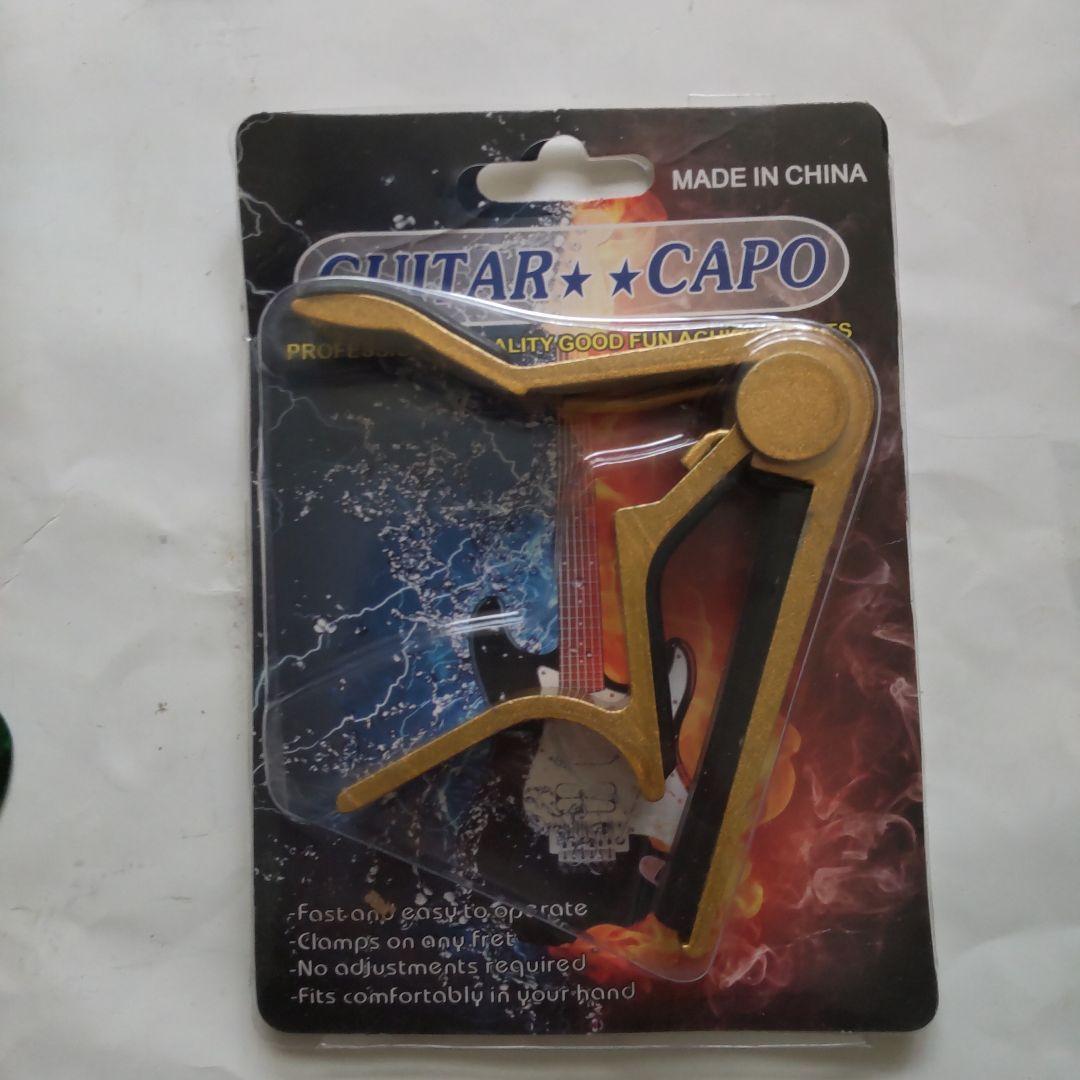 MADE IN CHINA
GUITAR★ ★CAPO
GOOD FUN
-Fast and easy to operate
-Clamps on any fret
-No adjustments required
-Fits comfortably in your hand